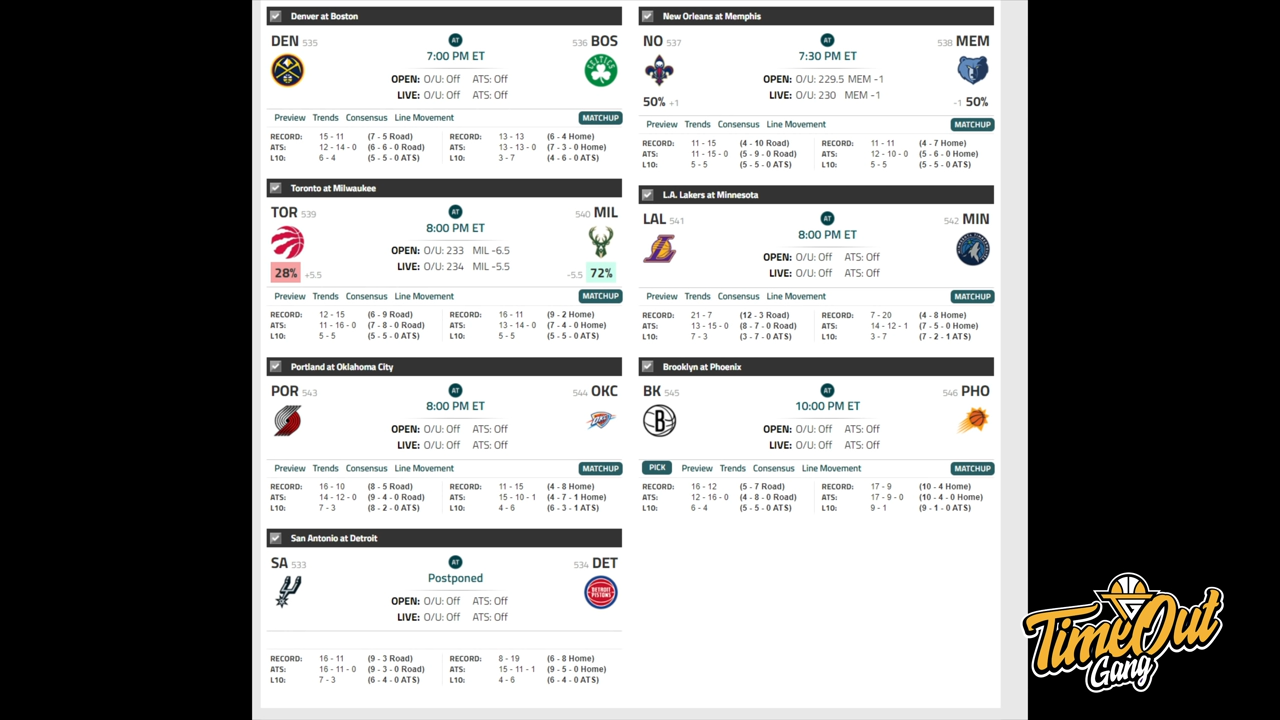 Denver at Boston
DEN 535
AT
536 BOS
7:00 PM ET
OPEN: O/U: Off ATS: Off
LIVE: O/U: Off ATS: Off
Preview Trends Consensus Line Movement MATCHUP
RECORD: 15 - 11 (7 - 5 Road) RECORD: 13 - 13 (6 - 4 Home)
ATS: 12 - 14 - 0 (6 - 6 - 0 Road) ATS: 13 - 13 - 0 (7 - 3 - 0 Home)
L10: 6 - 4 (5 - 5 - 0 ATS) L10: 3 - 7 (4 - 6 - 0 ATS)
New Orleans at Memphis
NO 537
AT
538 MEM
7:30 PM ET
OPEN: O/U: 229.5 MEM -1
LIVE: O/U: 230 MEM -1
50% +1
-1 50%
Preview Trends Consensus Line Movement MATCHUP
RECORD: 11 - 15 (4 - 10 Road) RECORD: 11 - 11 (4 - 7 Home)
ATS: 11 - 15 - 0 (5 - 9 - 0 Road) ATS: 12 - 10 - 0 (5 - 6 - 0 Home)
L10: 5 - 5 (5 - 5 - 0 ATS) L10: 5 - 5 (5 - 5 - 0 ATS)
Toronto at Milwaukee
TOR 539
AT
540 MIL
8:00 PM ET
OPEN: O/U: 233 MIL -6.5
LIVE: O/U: 234 MIL -5.5
28% +5.5
-5.5 72%
Preview Trends Consensus Line Movement MATCHUP
RECORD: 12 - 15 (6 - 9 Road) RECORD: 16 - 11 (9 - 2 Home)
ATS: 11 - 16 - 0 (7 - 8 - 0 Road) ATS: 13 - 14 - 0 (7 - 4 - 0 Home)
L10: 5 - 5 (5 - 5 - 0 ATS) L10: 5 - 5 (5 - 5 - 0 ATS)
L.A. Lakers at Minnesota
LAL 541
AT
542 MIN
8:00 PM ET
OPEN: O/U: Off ATS: Off
LIVE: O/U: Off ATS: Off
Preview Trends Consensus Line Movement MATCHUP
RECORD: 21 - 7 (12 - 3 Road) RECORD: 7 - 20 (4 - 8 Home)
ATS: 13 - 15 - 0 (8 - 7 - 0 Road) ATS: 14 - 12 - 1 (7 - 5 - 0 Home)
L10: 7 - 3 (3 - 7 - 0 ATS) L10: 3 - 7 (7 - 2 - 1 ATS)
Portland at Oklahoma City
POR 543
AT
544 OKC
8:00 PM ET
OPEN: O/U: Off ATS: Off
LIVE: O/U: Off ATS: Off
Preview Trends Consensus Line Movement MATCHUP
RECORD: 16 - 10 (8 - 5 Road) RECORD: 11 - 15 (4 - 8 Home)
ATS: 14 - 12 - 0 (9 - 4 - 0 Road) ATS: 15 - 10 - 1 (4 - 7 - 1 Home)
L10: 7 - 3 (8 - 2 - 0 ATS) L10: 4 - 6 (6 - 3 - 1 ATS)
Brooklyn at Phoenix
BK 545
AT
546 PHO
10:00 PM ET
OPEN: O/U: Off ATS: Off
LIVE: O/U: Off ATS: Off
PICK Preview Trends Consensus Line Movement MATCHUP
RECORD: 16 - 12 (5 - 7 Road) RECORD: 17 - 9 (10 - 4 Home)
ATS: 12 - 16 - 0 (4 - 8 - 0 Road) ATS: 17 - 9 - 0 (10 - 4 - 0 Home)
L10: 6 - 4 (5 - 5 - 0 ATS) L10: 9 - 1 (9 - 1 - 0 ATS)
San Antonio at Detroit
SA 533
AT
534 DET
Postponed
DETROIT PISTONS
OPEN: O/U: Off ATS: Off
LIVE: O/U: Off ATS: Off
RECORD: 16 - 11 (9 - 3 Road) RECORD: 8 - 19 (6 - 8 Home)
ATS: 16 - 11 - 0 (9 - 3 - 0 Road) ATS: 15 - 11 - 1 (9 - 5 - 0 Home)
L10: 7 - 3 (6 - 4 - 0 ATS) L10: 4 - 6 (6 - 4 - 0 ATS)
TimeOut
Gang